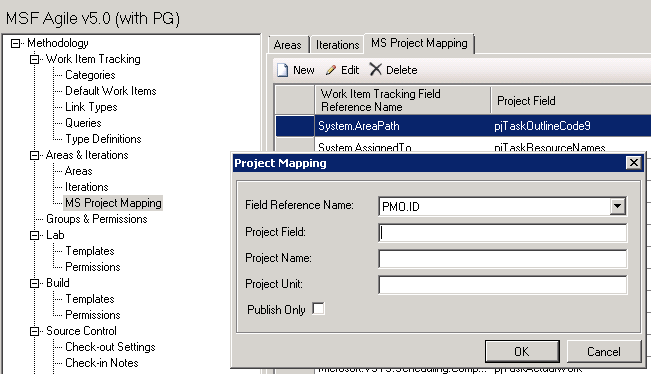 MSF Agile v5.0 (with PG)
Methodology
Work Item Tracking
Categories
Default Work Items
Link Types
Queries
Type Definitions
Areas & Iterations
Areas
Iterations
MS Project Mapping
Groups & Permissions
Lab
Templates
Permissions
Build
Templates
Permissions
Source Control
Check-out Settings
Check-in Notes
Areas Iterations MS Project Mapping
New Edit Delete
Work Item Tracking Field
Reference Name Project Field
System.AreaPath pjTaskOutlineCode9
System.AssignedTo pjTaskResourceNames
Project Mapping
Field Reference Name: PMO.ID
Project Field:
Project Name:
Project Unit:
Publish Only
OK Cancel
Microsoft.VSTS.Scheduling.Comp... pjTaskActualWork